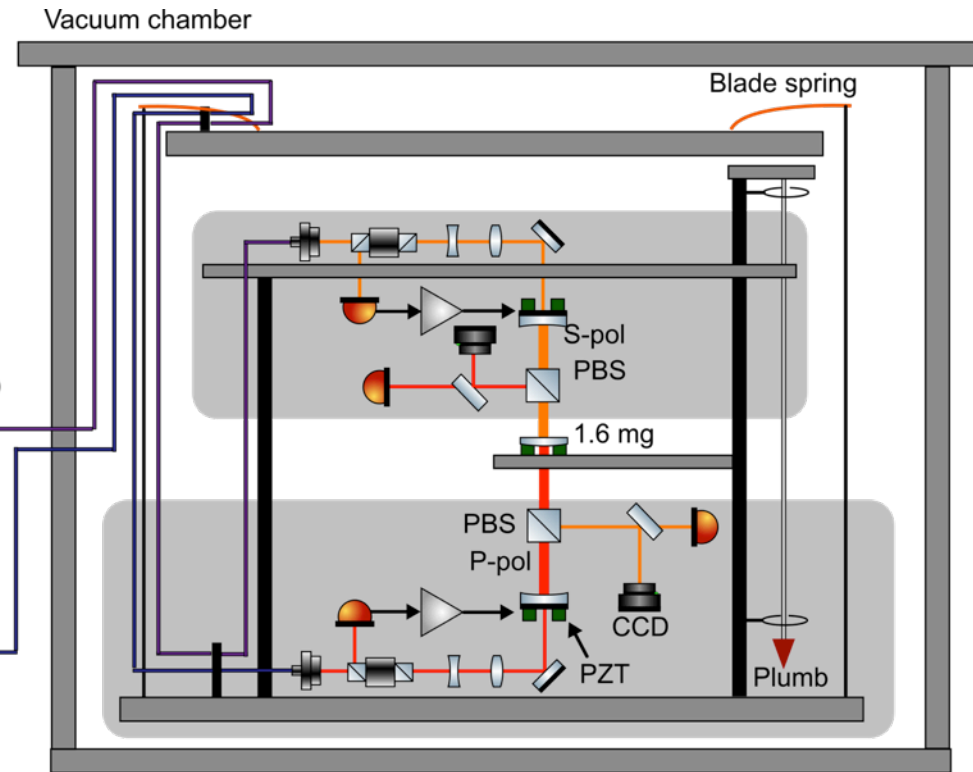 Vacuum chamber
Blade spring
S-pol
PBS
1.6 mg
PBS
P-pol
CCD
PZT
Plumb